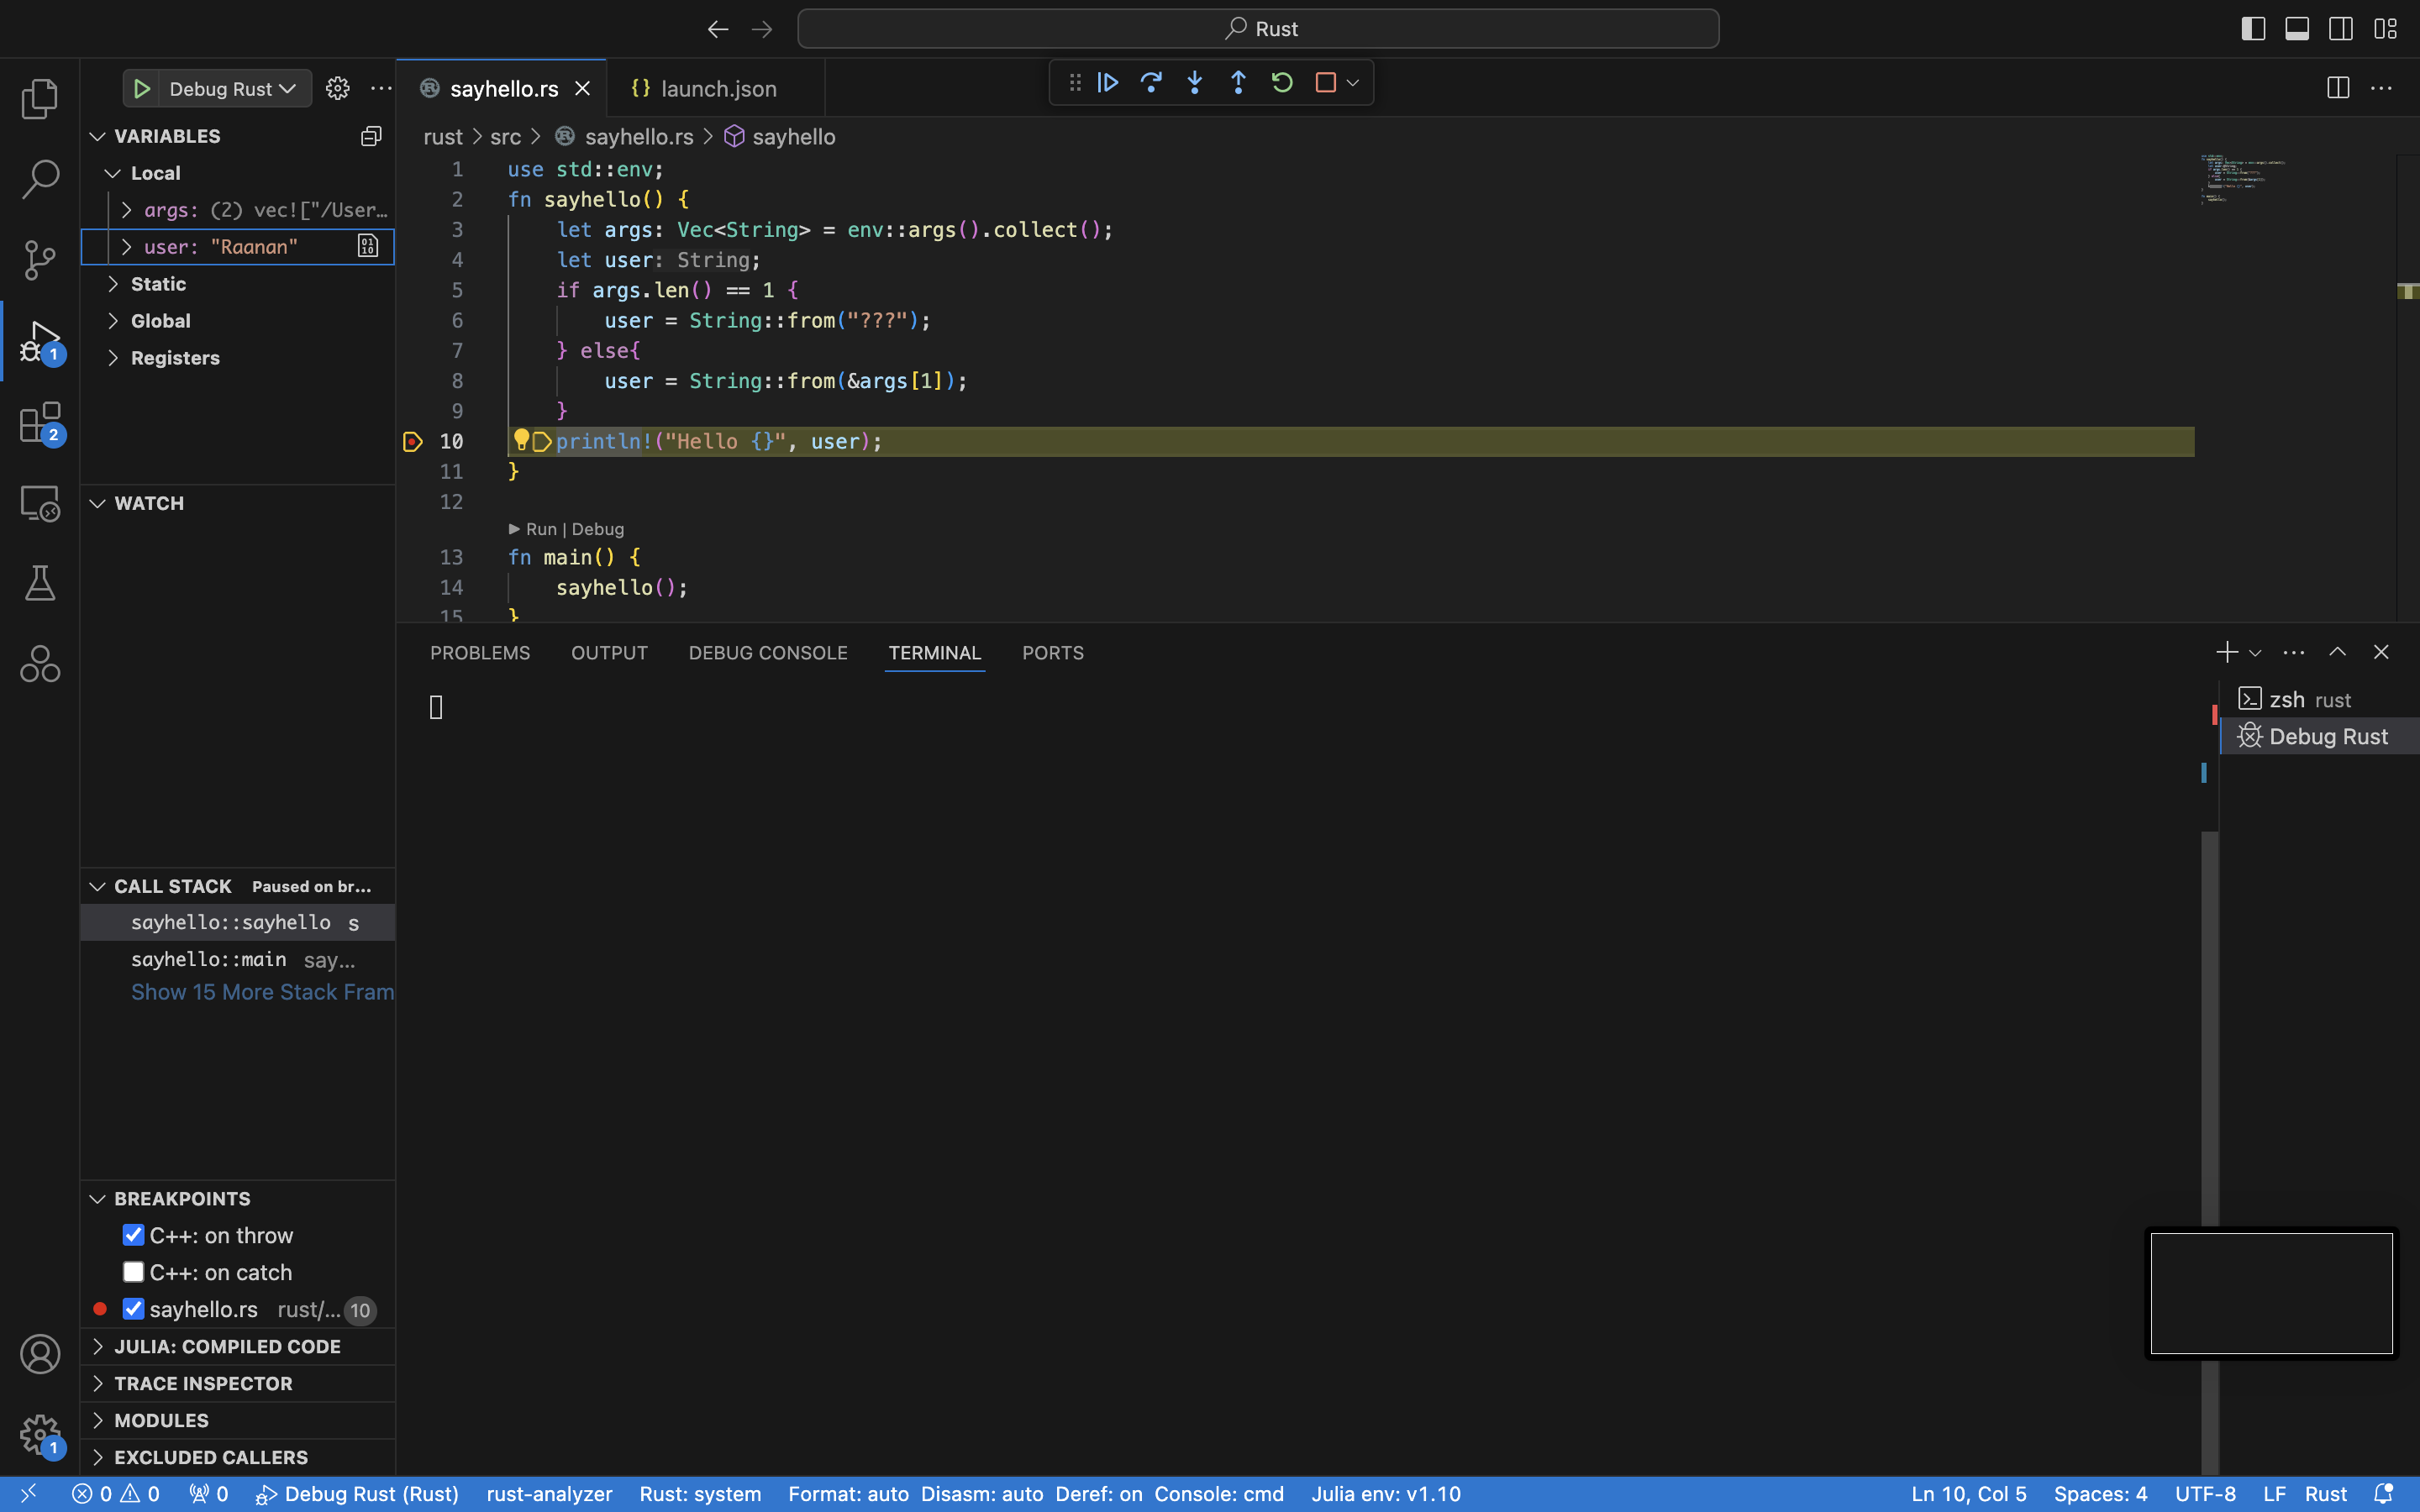 Rust
Debug Rust
sayhello.rs
launch.json
VARIABLES
Local
args: (2) vec!["/User…
user: "Raanan"
Static
Global
Registers
rust > src > sayhello.rs > sayhello
1 use std::env;
2 fn sayhello() {
3 let args: Vec<String> = env::args().collect();
4 let user: String;
5 if args.len() == 1 {
6 user = String::from("???");
7 } else{
8 user = String::from(&args[1]);
9 }
10 println!("Hello {}", user);
11 }
12
Run | Debug
13 fn main() {
14 sayhello();
15 }
WATCH
PROBLEMS OUTPUT DEBUG CONSOLE TERMINAL PORTS
zsh rust
Debug Rust
CALL STACK Paused on br…
sayhello::sayhello s
sayhello::main say…
Show 15 More Stack Fram
BREAKPOINTS
C++: on throw
C++: on catch
sayhello.rs rust/… 10
JULIA: COMPILED CODE
TRACE INSPECTOR
MODULES
EXCLUDED CALLERS
1
2
1
0 0 0 Debug Rust (Rust) rust-analyzer Rust: system Format: auto Disasm: auto Deref: on Console: cmd Julia env: v1.10 Ln 10, Col 5 Spaces: 4 UTF-8 LF Rust